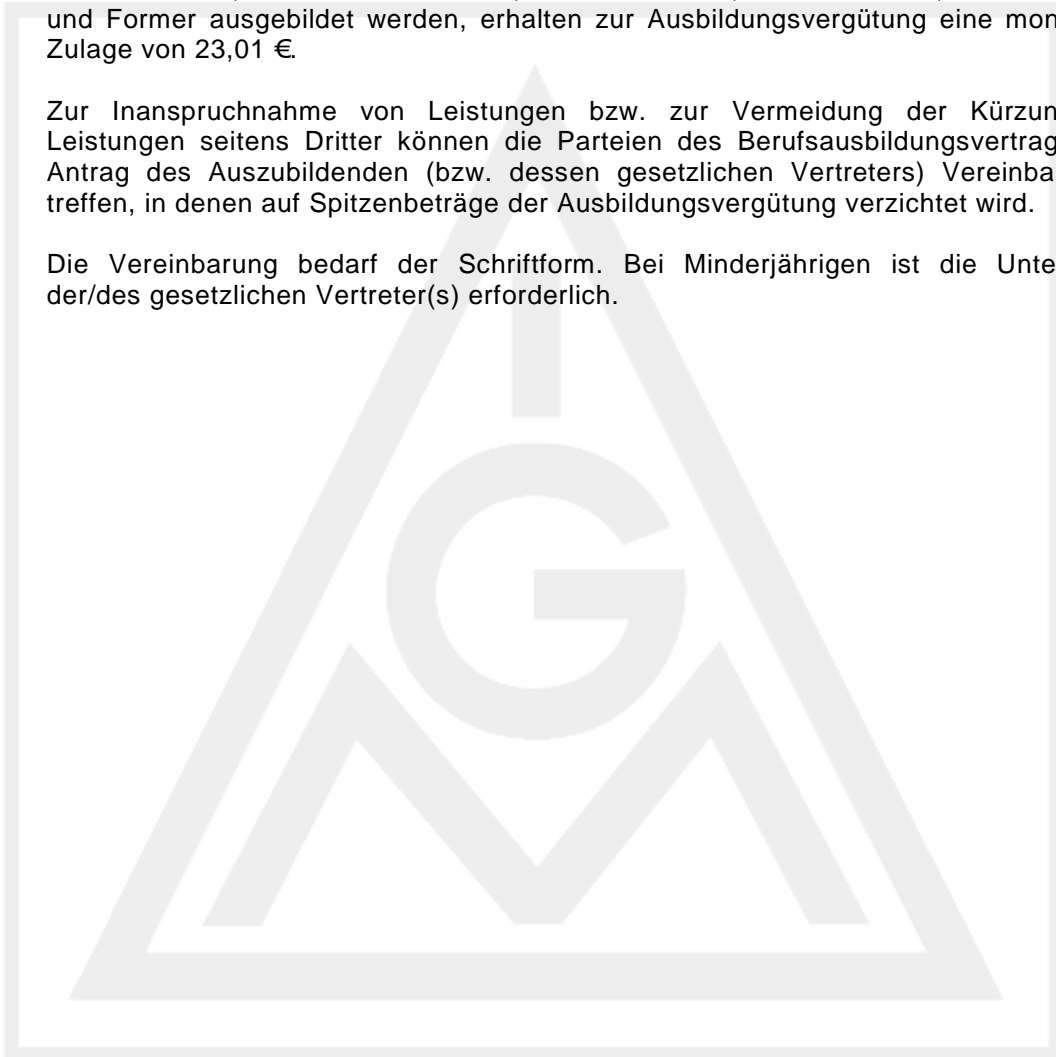 und Former ausgebildet werden, erhalten zur Ausbildungsvergütung eine mon
Zulage von 23,01 €.
Zur Inanspruchnahme von Leistungen bzw. zur Vermeidung der Kürzun
Leistungen seitens Dritter können die Parteien des Berufsausbildungsvertrag
Antrag des Auszubildenden (bzw. dessen gesetzlichen Vertreters) Vereinba
treffen, in denen auf Spitzenbeträge der Ausbildungsvergütung verzichtet wird.
Die Vereinbarung bedarf der Schriftform. Bei Minderjährigen ist die Unte
der/des gesetzlichen Vertreter(s) erforderlich.
I
G
M